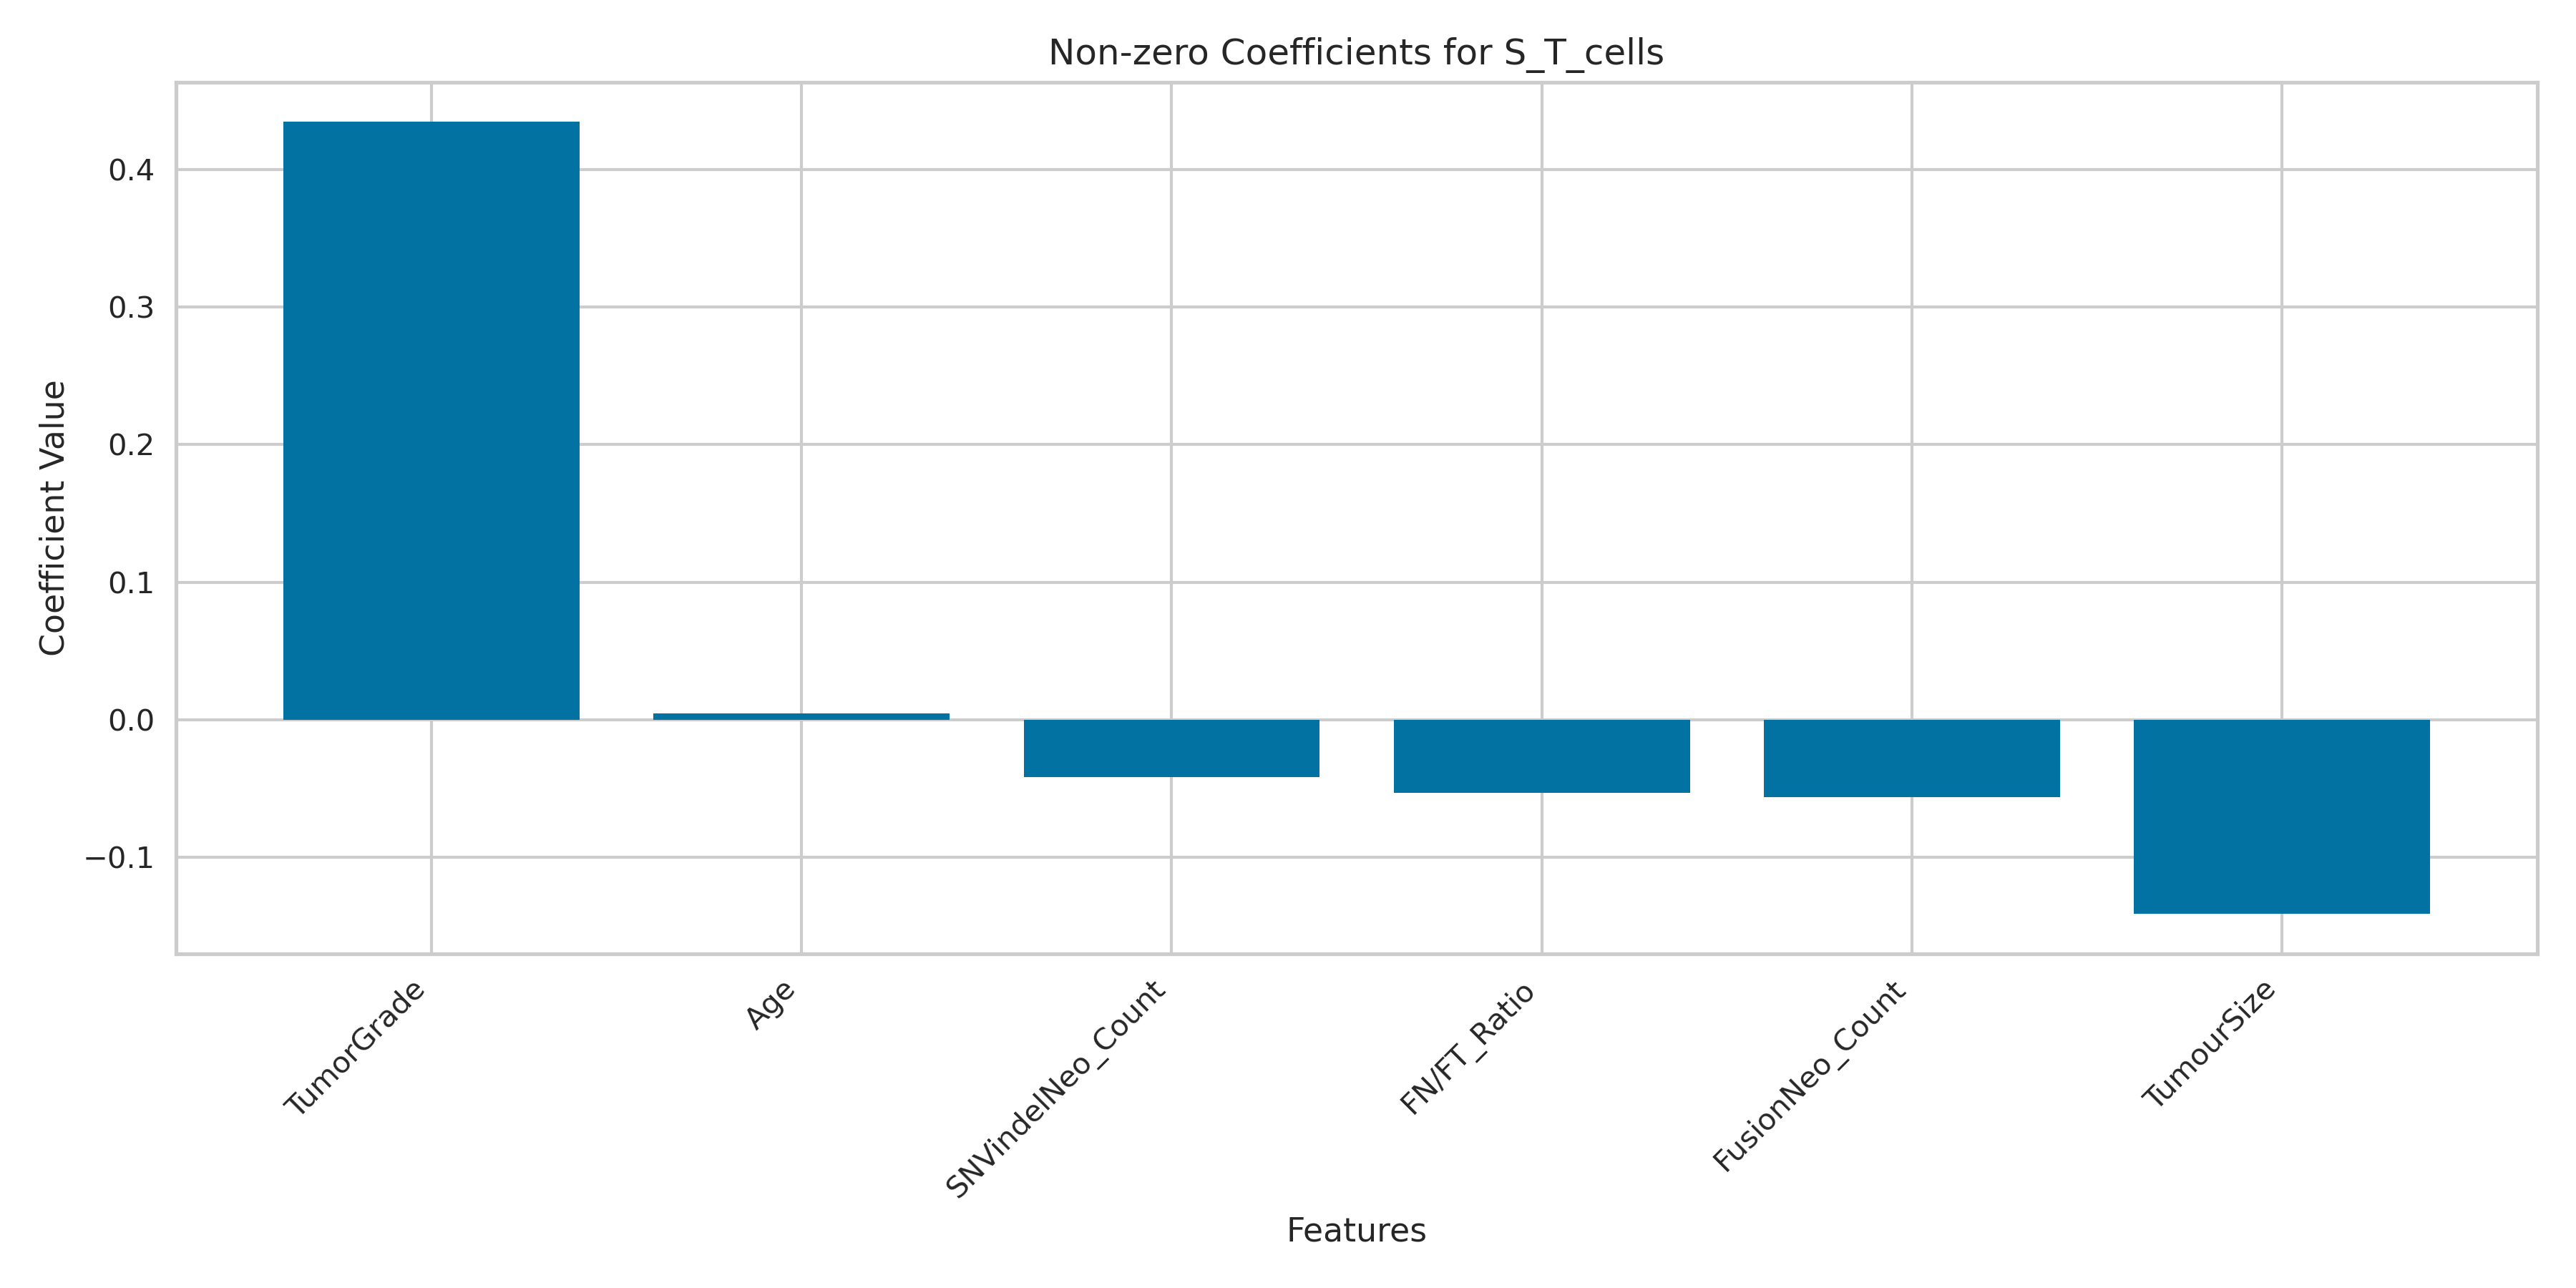 Non-zero Coefficients for S_T_cells
Coefficient Value
0.4
0.3
0.2
0.1
0.0
−0.1
TumorGrade
Age
SNVindelNeo_Count
FN/FT_Ratio
FusionNeo_Count
TumourSize
Features